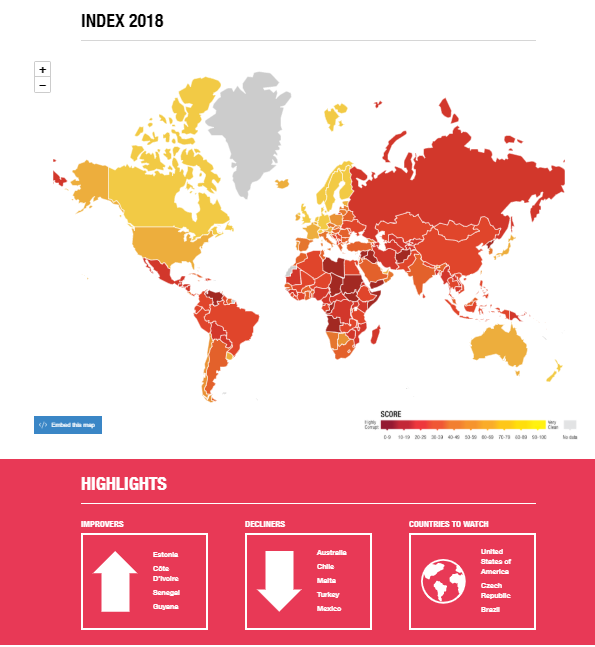 INDEX 2018
+
−
</> Embed this map
SCORE
Highly
Corrupt
Very
Clean
0-9 10-19 20-29 30-39 40-49 50-59 60-69 70-79 80-89 90-100 No data
HIGHLIGHTS
IMPROVERS
Estonia
Côte
D'Ivoire
Senegal
Guyana
DECLINERS
Australia
Chile
Malta
Turkey
Mexico
COUNTRIES TO WATCH
United
States of
America
Czech
Republic
Brazil